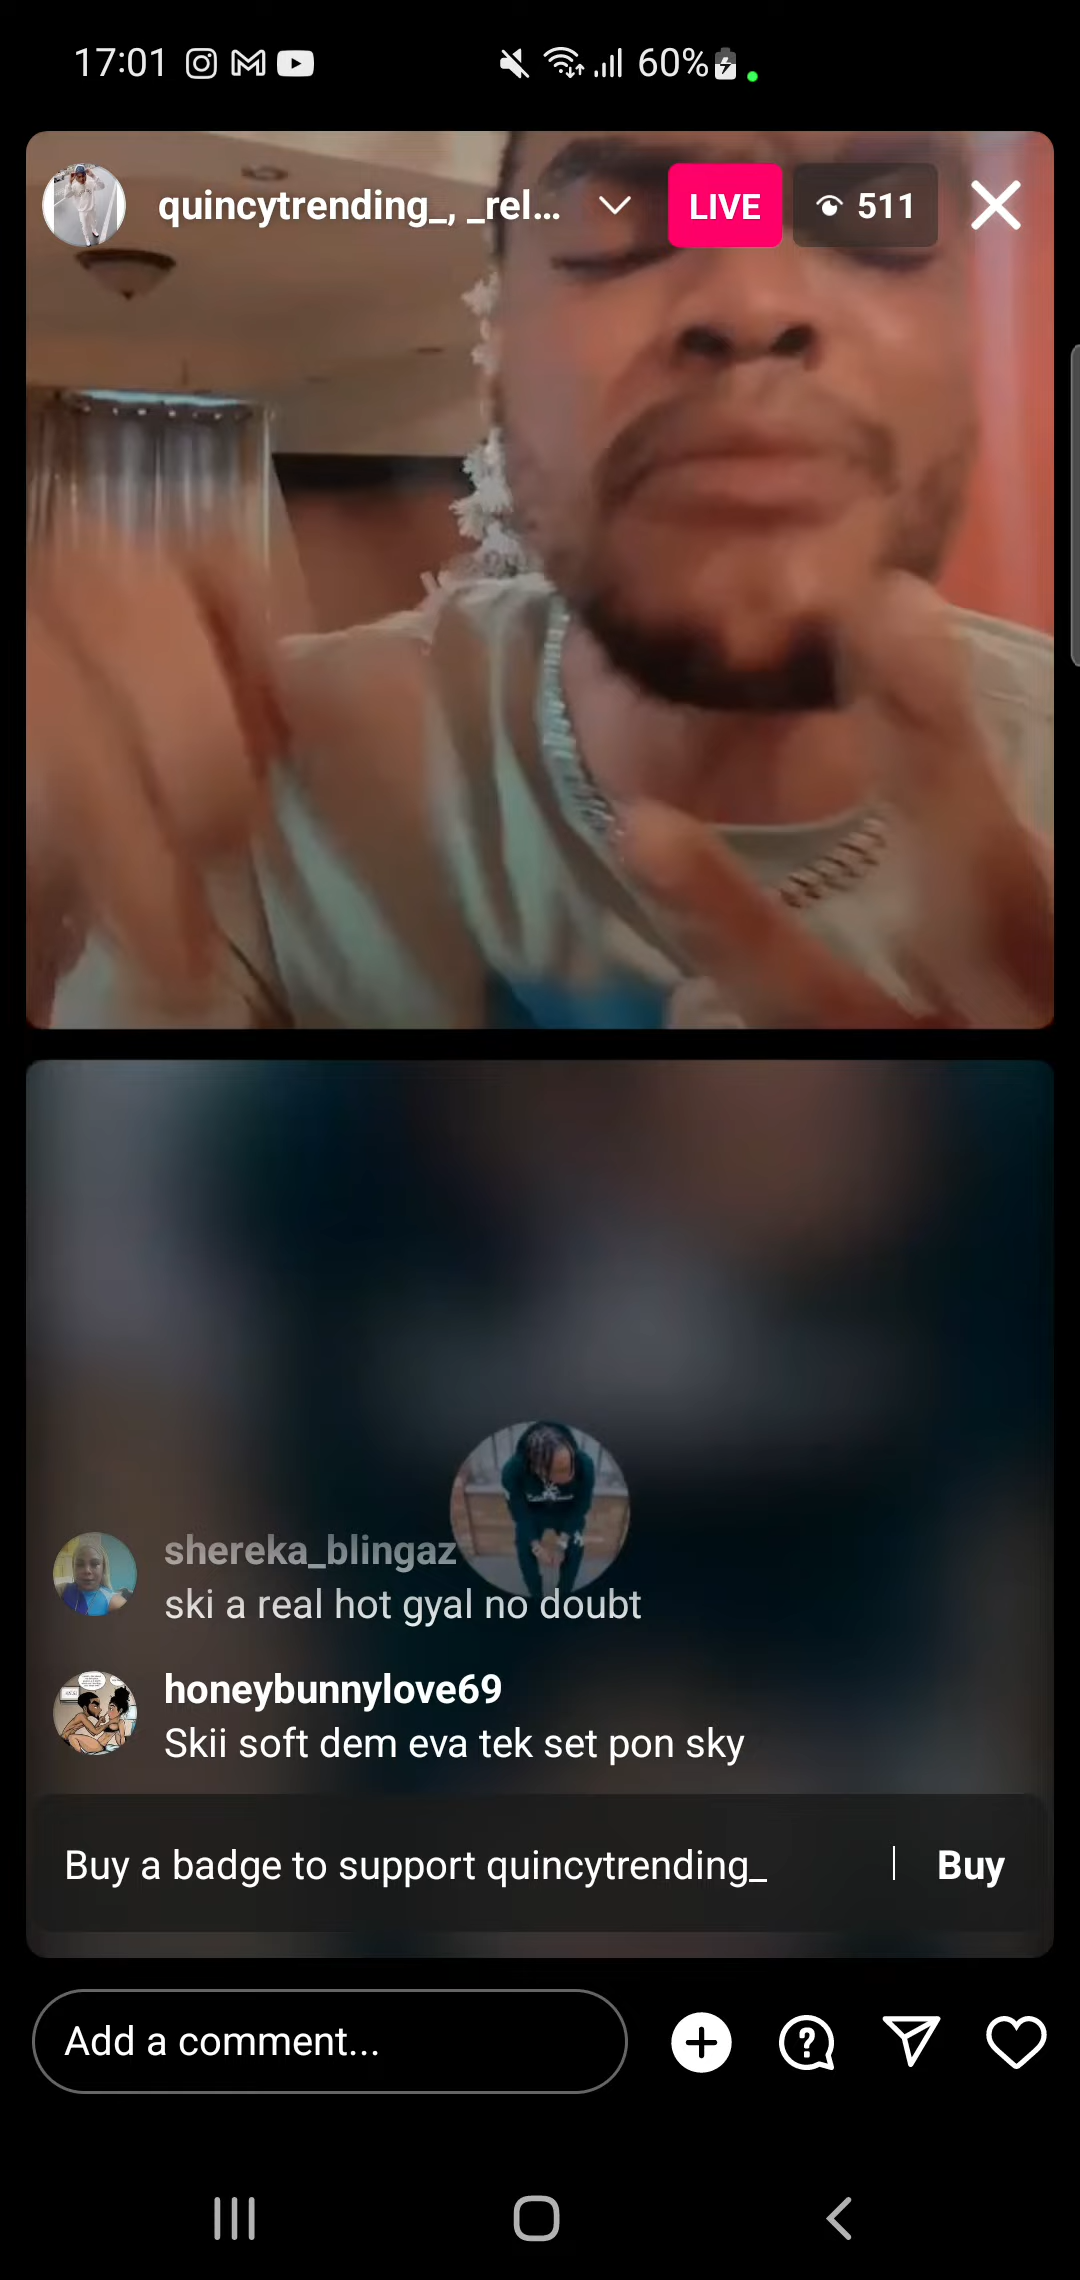 17:01
60%
quincytrending_, _rel...
LIVE
511
shereka_blingaz
ski a real hot gyal no doubt
honeybunnylove69
Skii soft dem eva tek set pon sky
Buy a badge to support quincytrending_
Buy
Add a comment...